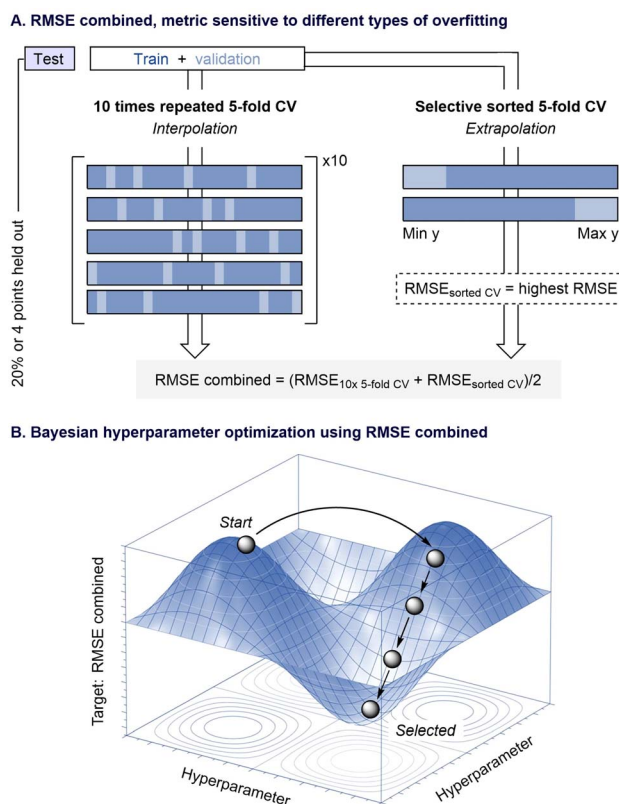 A. RMSE combined, metric sensitive to different types of overfitting
Test
Train + validation
10 times repeated 5-fold CV
Interpolation
Selective sorted 5-fold CV
Extrapolation
x10
20% or 4 points held out
Min y
Max y
RMSEsorted CV = highest RMSE
RMSE combined = (RMSE10x 5-fold CV + RMSEsorted CV)/2
B. Bayesian hyperparameter optimization using RMSE combined
Start
Target: RMSE combined
Selected
Hyperparameter
Hyperparameter